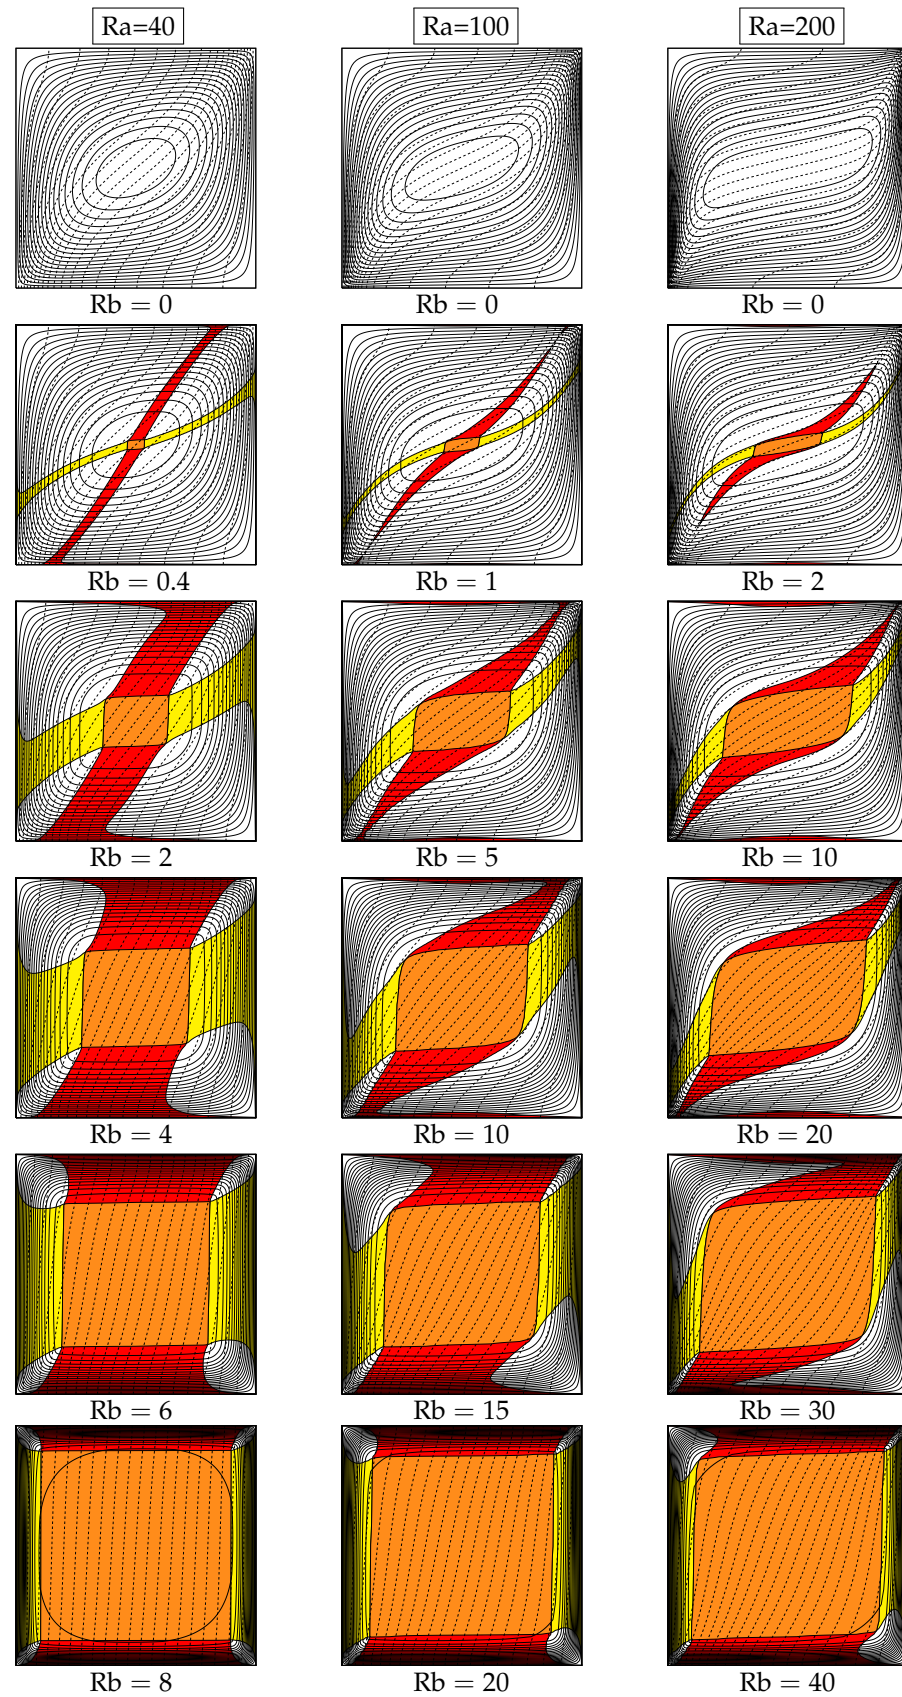 Ra=40 Ra=100 Ra=200
Rb = 0 Rb = 0 Rb = 0
Rb = 0.4 Rb = 1 Rb = 2
Rb = 2 Rb = 5 Rb = 10
Rb = 4 Rb = 10 Rb = 20
Rb = 6 Rb = 15 Rb = 30
Rb = 8 Rb = 20 Rb = 40